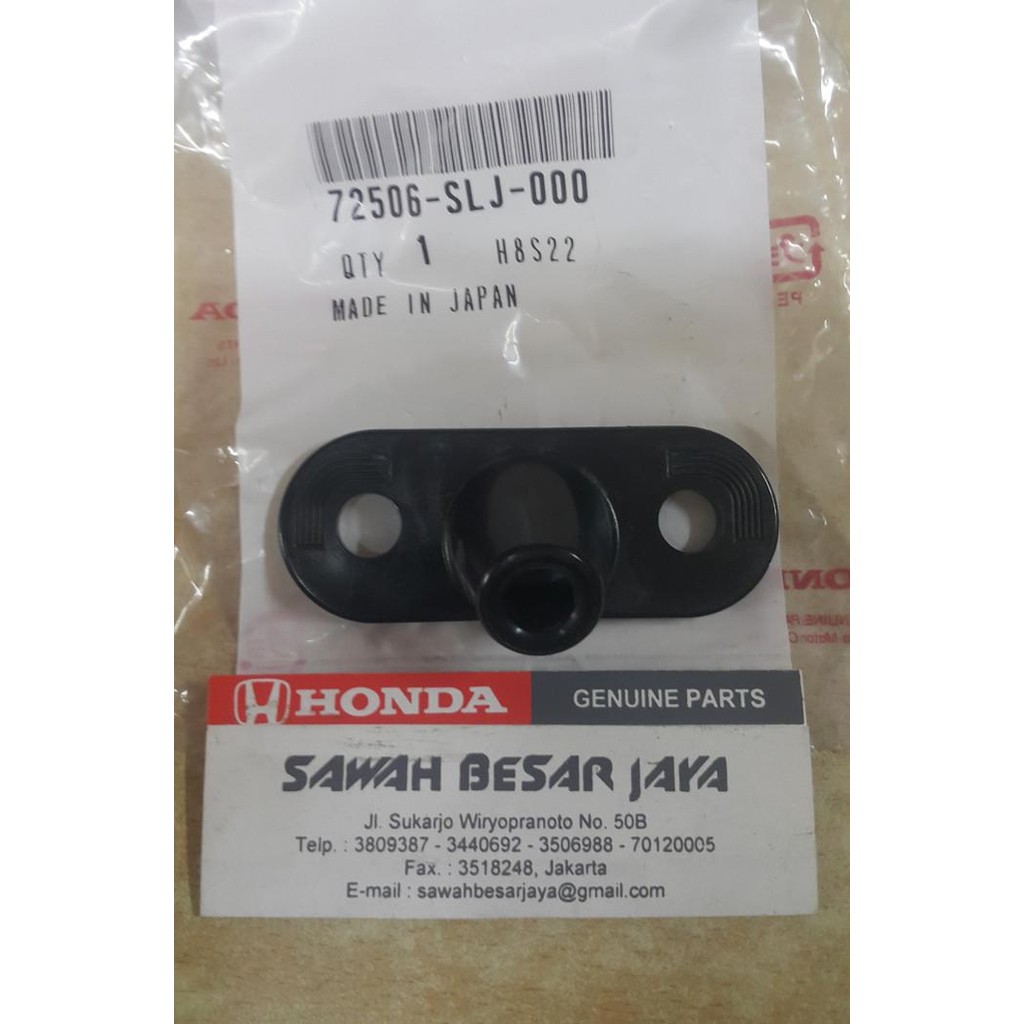 72506-SLJ-000
QTY 1 H8S22
MADE IN JAPAN
HONDA GENUINE PARTS
SAWAH BESAR JAYA
Jl. Sukarjo Wiryopranoto No. 50B
Telp. : 3809387 - 3440692 - 3506988 - 70120005
Fax. : 3518248, Jakarta
E-mail : sawahbesarjaya@gmail.com